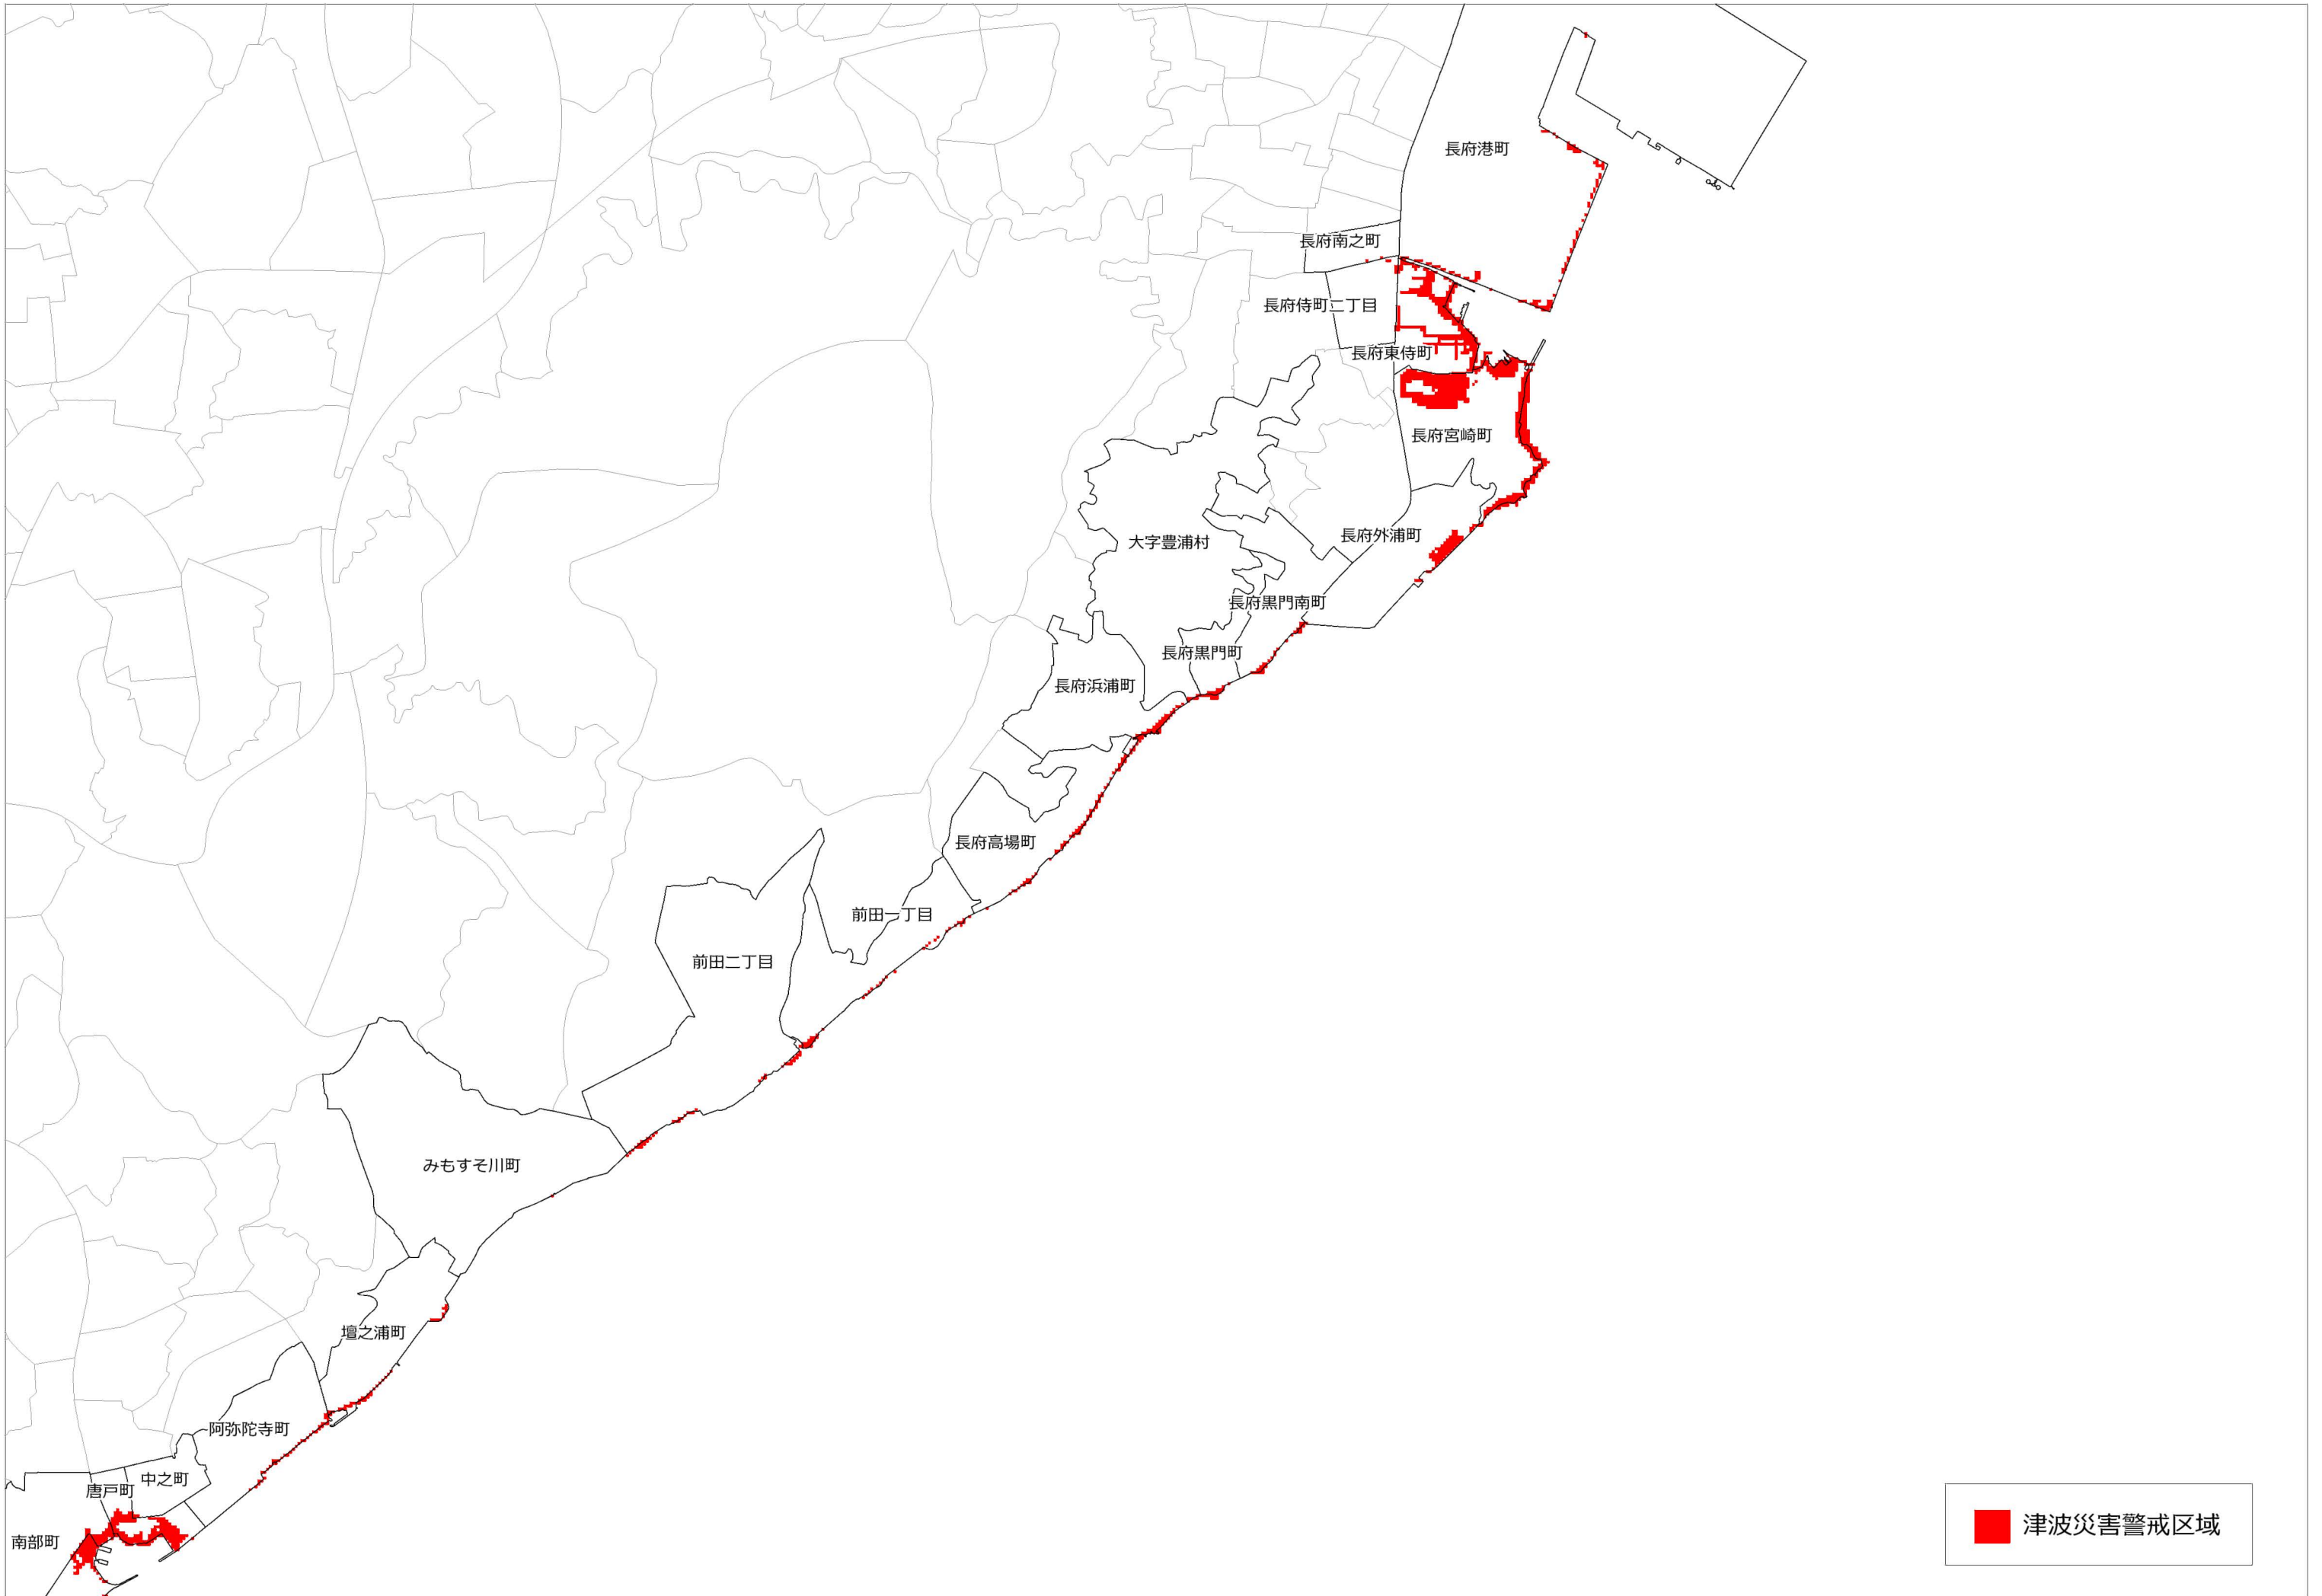 長府港町
長府南之町
長府侍町二丁目
長府東侍町
長府宮崎町
長府外浦町
大字豊浦村
長府黒門南町
長府黒門町
長府浜浦町
長府高場町
前田一丁目
前田二丁目
みもすそ川町
壇之浦町
阿弥陀寺町
中之町
唐戸町
南部町
津波災害警戒区域